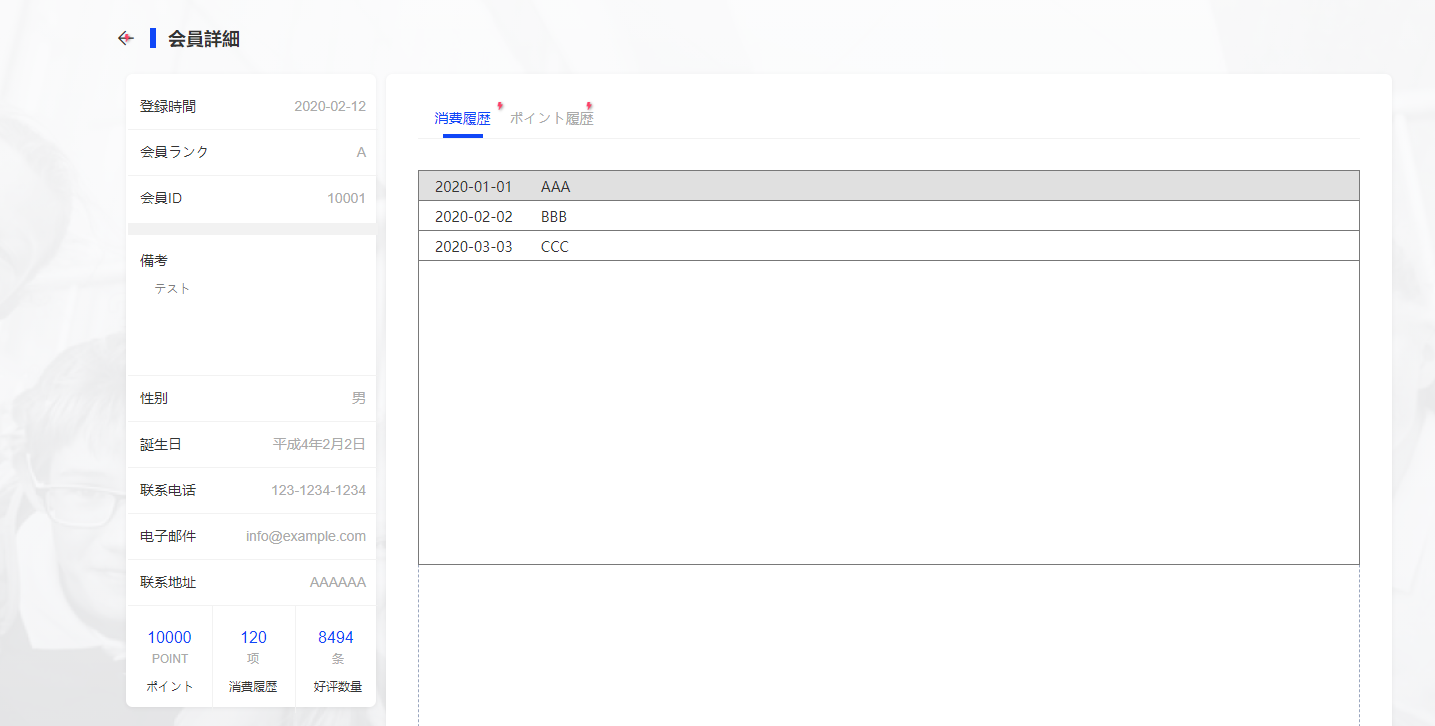 会員詳細
登録時間 2020-02-12
会員ランク A
会員ID 10001
備考
テスト
性別 男
誕生日 平成4年2月2日
联系电话 123-1234-1234
电子邮件 info@example.com
联系地址 AAAAAA
10000 120 8494
POINT 项 条
ポイント 消費履歴 好评数量
消費履歴 ポイント履歴
2020-01-01 AAA
2020-02-02 BBB
2020-03-03 CCC